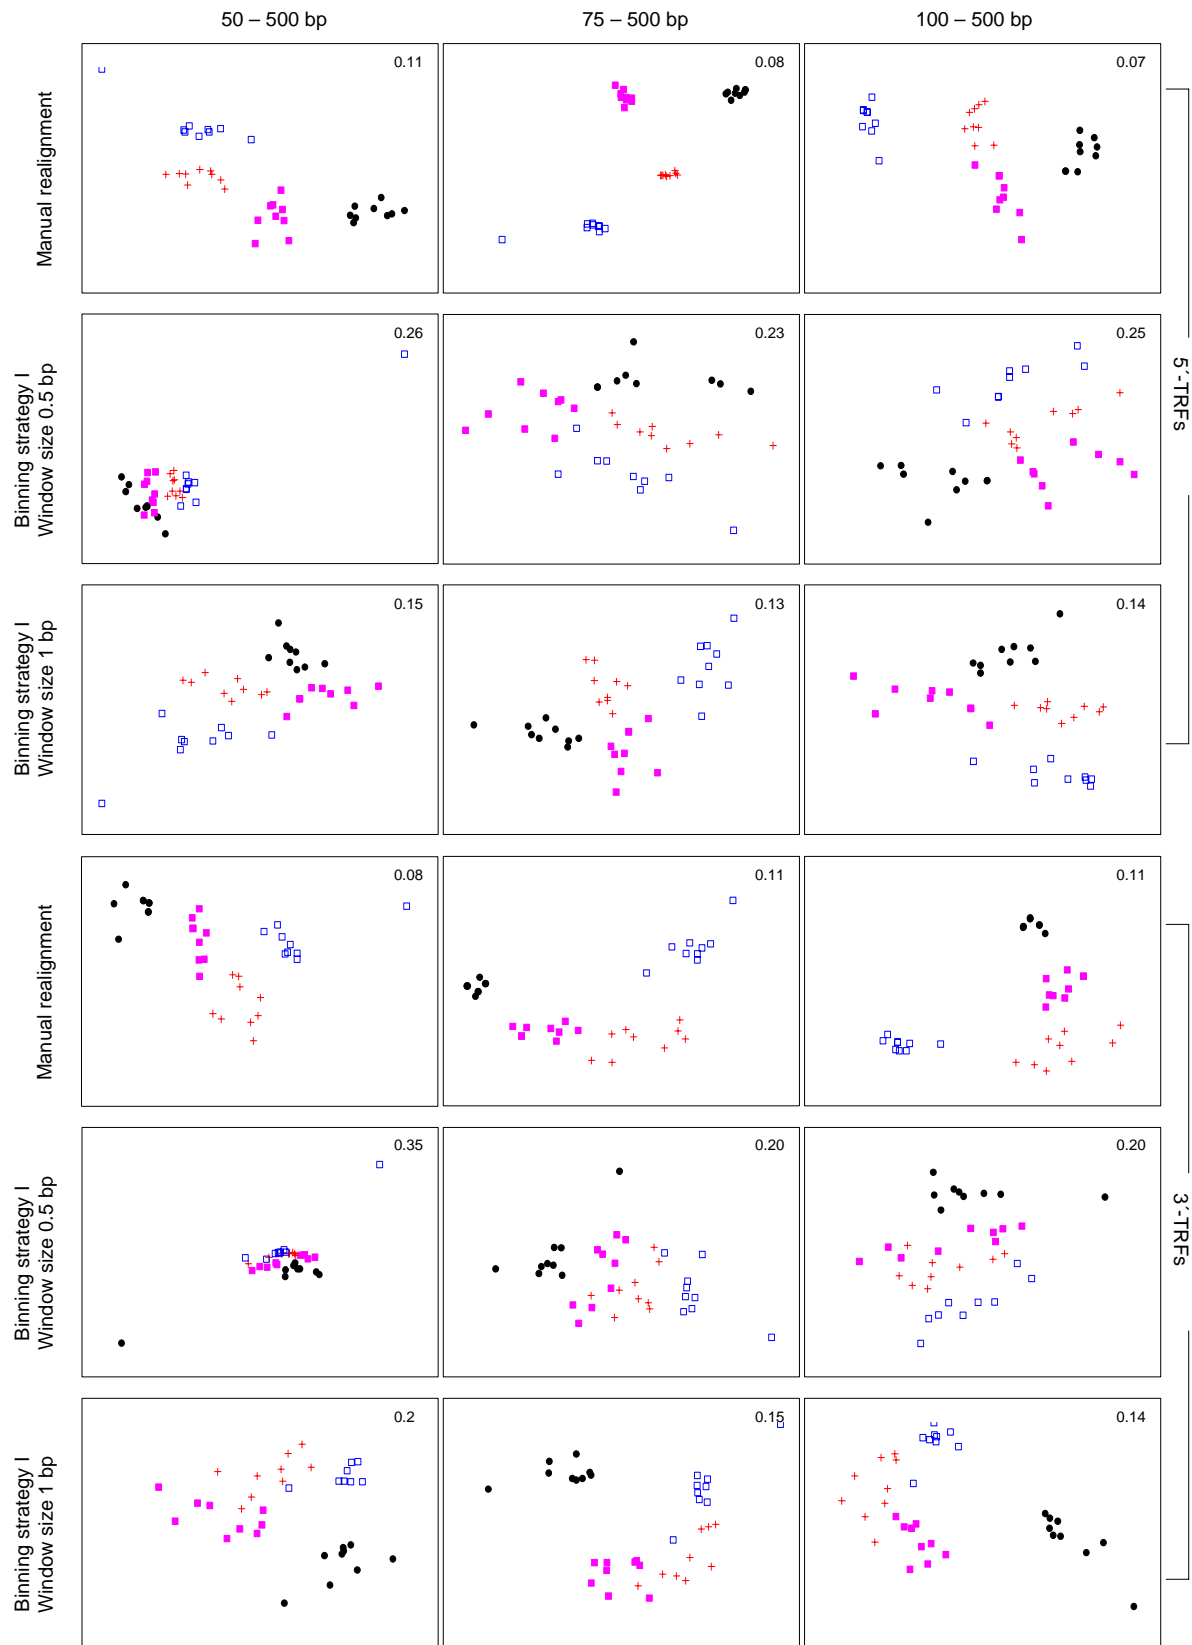 50 – 500 bp
75 – 500 bp
100 – 500 bp
Manual realignment
0.11
0.08
0.07
Binning strategy I
Window size 0.5 bp
0.26
0.23
0.25
5´-TRFs
Binning strategy I
Window size 1 bp
0.15
0.13
0.14
Manual realignment
0.08
0.11
0.11
Binning strategy I
Window size 0.5 bp
0.35
0.20
0.20
3´-TRFs
Binning strategy I
Window size 1 bp
0.2
0.15
0.14